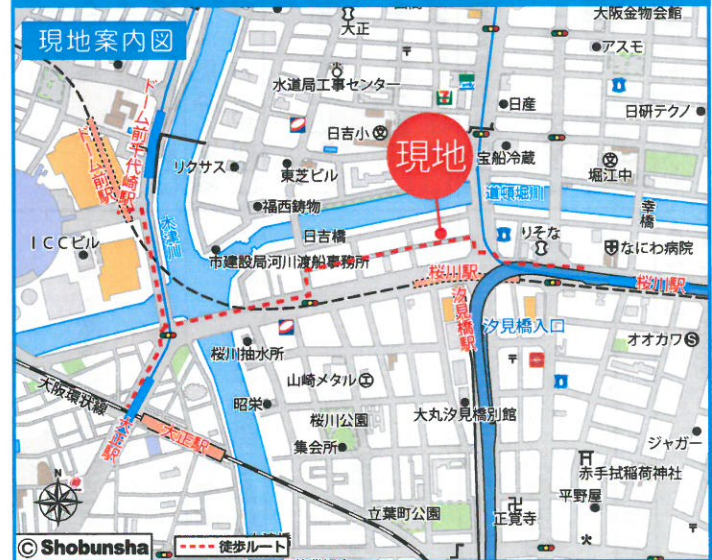 現地案内図
大正
〒
大阪金物会館
アスモ
水道局工事センター
7
日産
日研テクノ
日吉小 文
現地
宝船冷蔵
文
堀江中
ドーム前千代崎駅
ドーム前駅
リクサス
東芝ビル
道頓堀川
幸橋
福西鋳物
木津川
ICCビル
日吉橋
りそな
なにわ病院
市建設局河川渡船事務所
桜川駅
桜川駅
汐見橋駅
汐見橋入口
オオカワ S
桜川抽水所
〒
山崎メタル 工
大阪環状線
昭栄
桜川公園
大丸汐見橋別館
大正駅
大正駅
集会所
ジャガー
赤手拭稲荷神社
N
立葉町公園
正覚寺
平野屋
© Shobunsha
徒歩ルート
〒